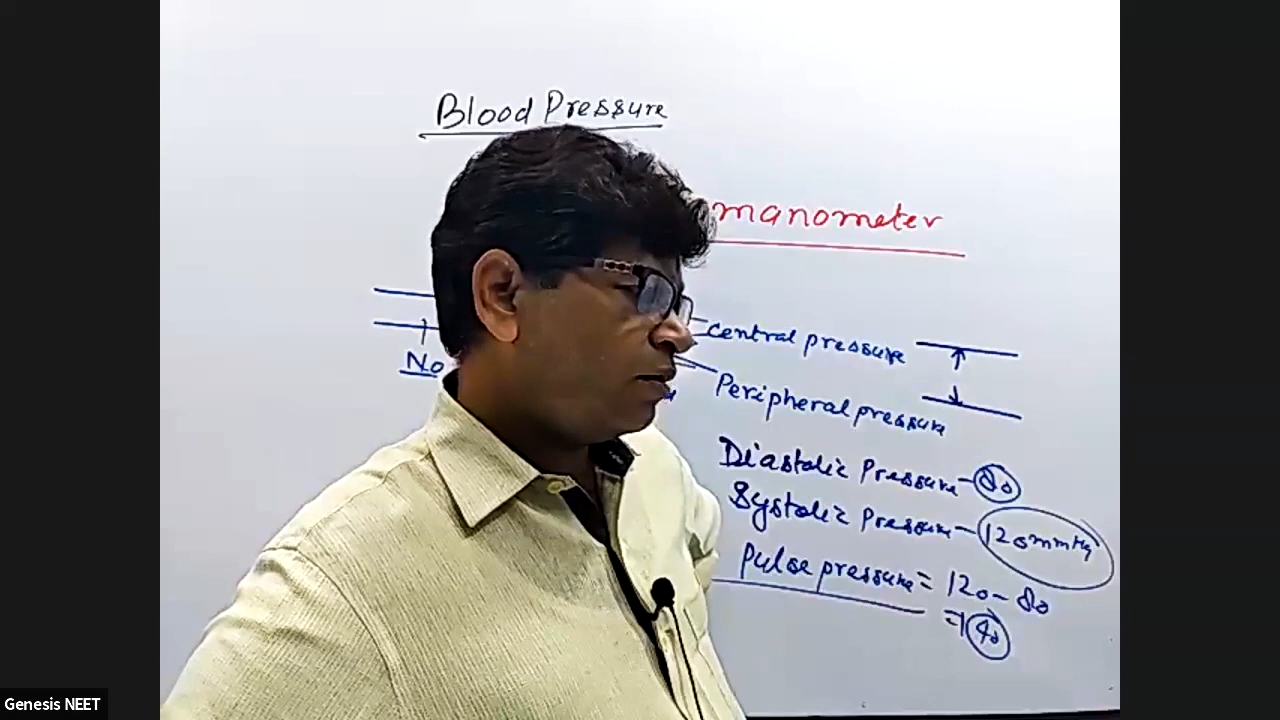 Blood Pressure
manometer
Central pressure
No
Peripheral pressure
Diastolic Pressure - 80
Systolic Pressure - 120mmHg
Pulse pressure = 120 - 80
= 40
Genesis NEET